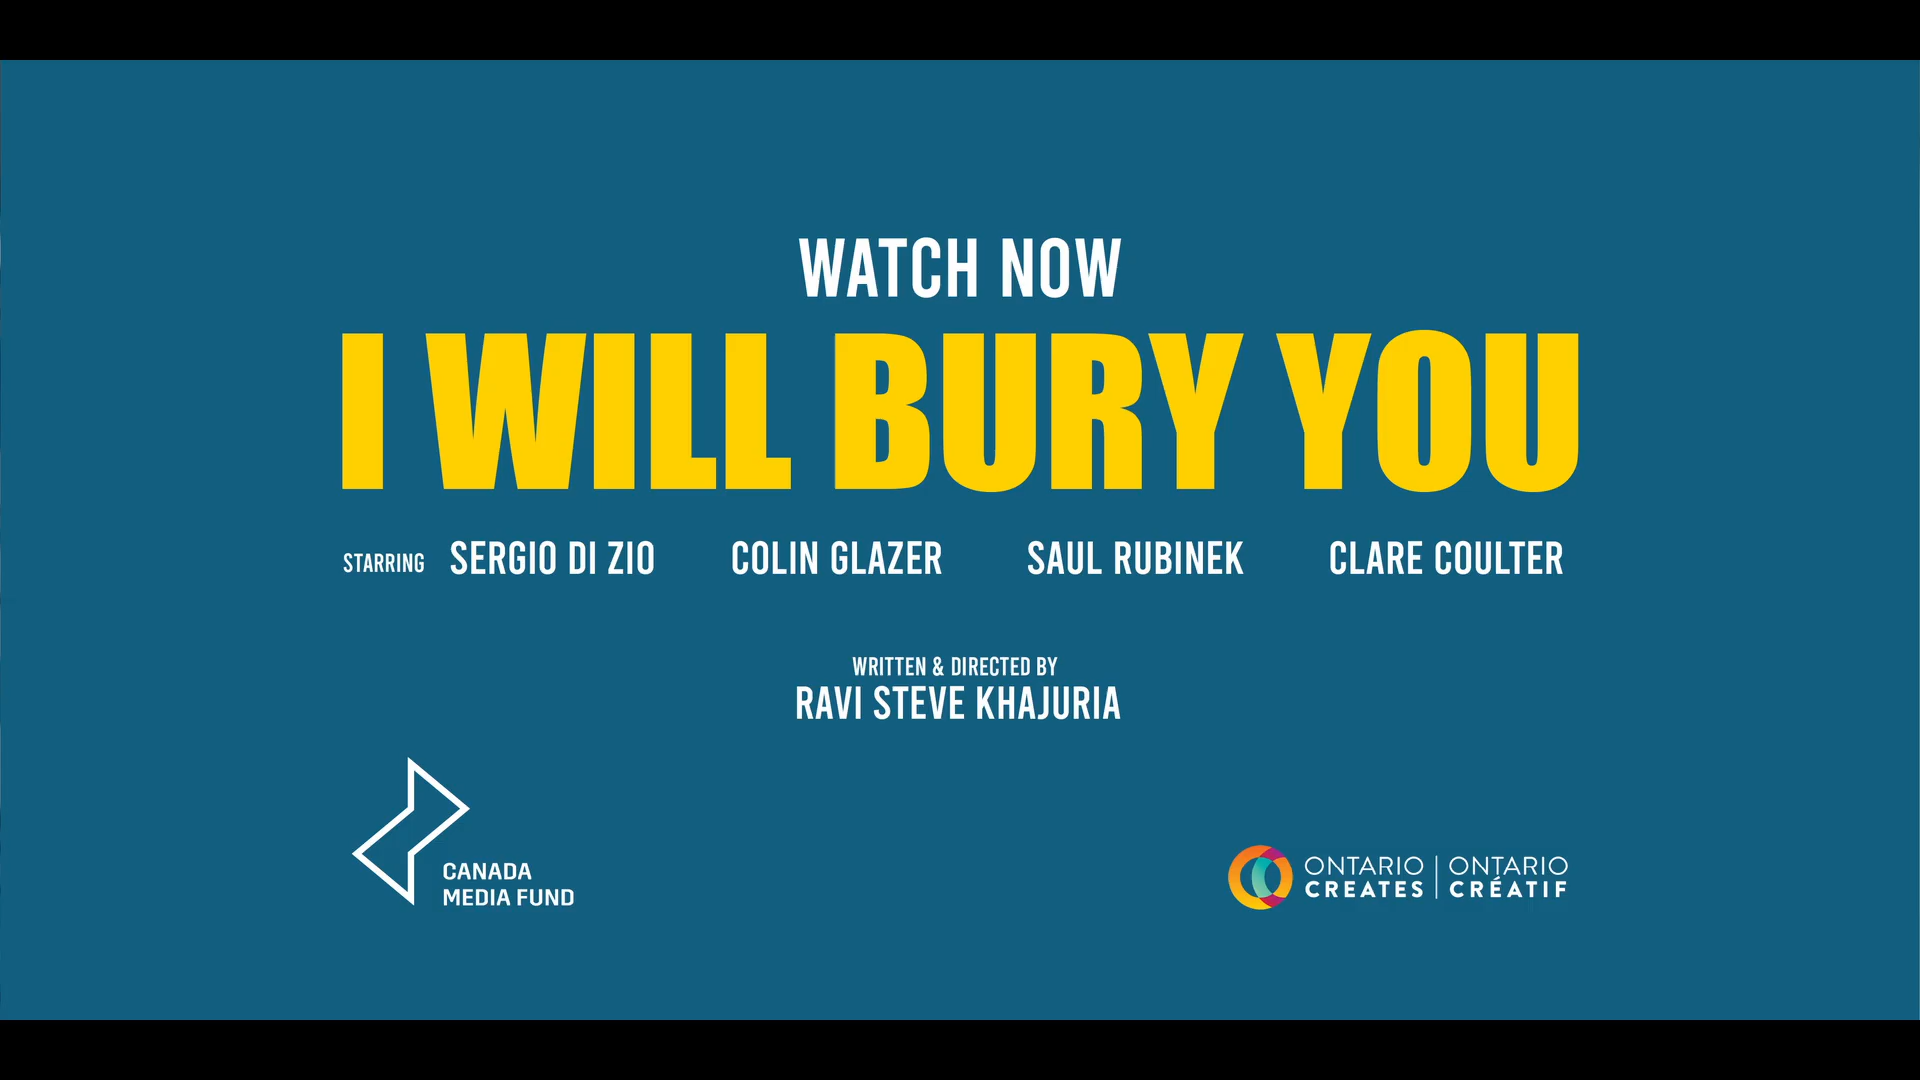 WATCH NOW
I WILL BURY YOU
STARRING SERGIO DI ZIO COLIN GLAZER SAUL RUBINEK CLARE COULTER
WRITTEN & DIRECTED BY
RAVI STEVE KHAJURIA
CANADA
MEDIA FUND
ONTARIO | ONTARIO
CREATES | CRÉATIF